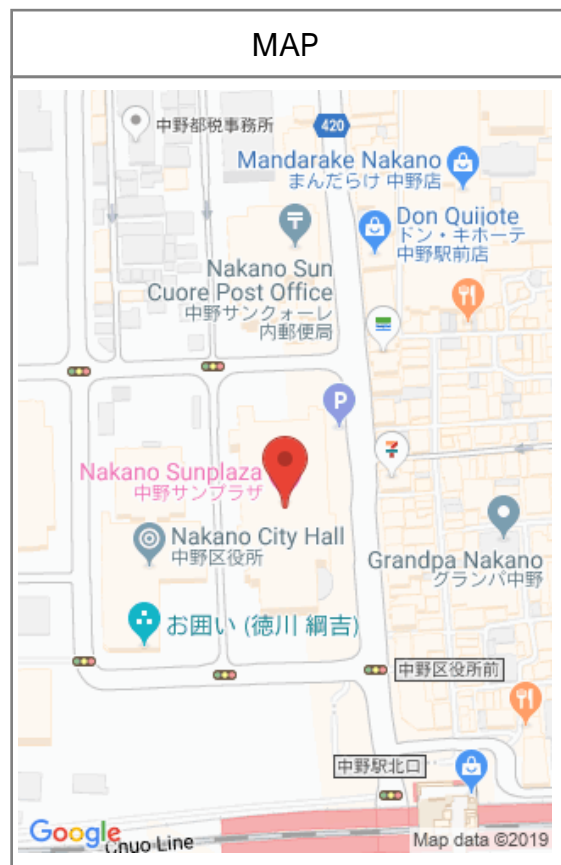 MAP
中野都税事務所
420
Mandarake Nakano
まんだらけ 中野店
Don Quijote
ドン・キホーテ
中野駅前店
Nakano Sun
Cuore Post Office
中野サンクォーレ
内郵便局
P
7
Nakano Sunplaza
中野サンプラザ
Nakano City Hall
中野区役所
Grandpa Nakano
グランパ中野
お囲い (徳川 綱吉)
中野区役所前
中野駅北口
Google
Chuo Line
Map data ©2019